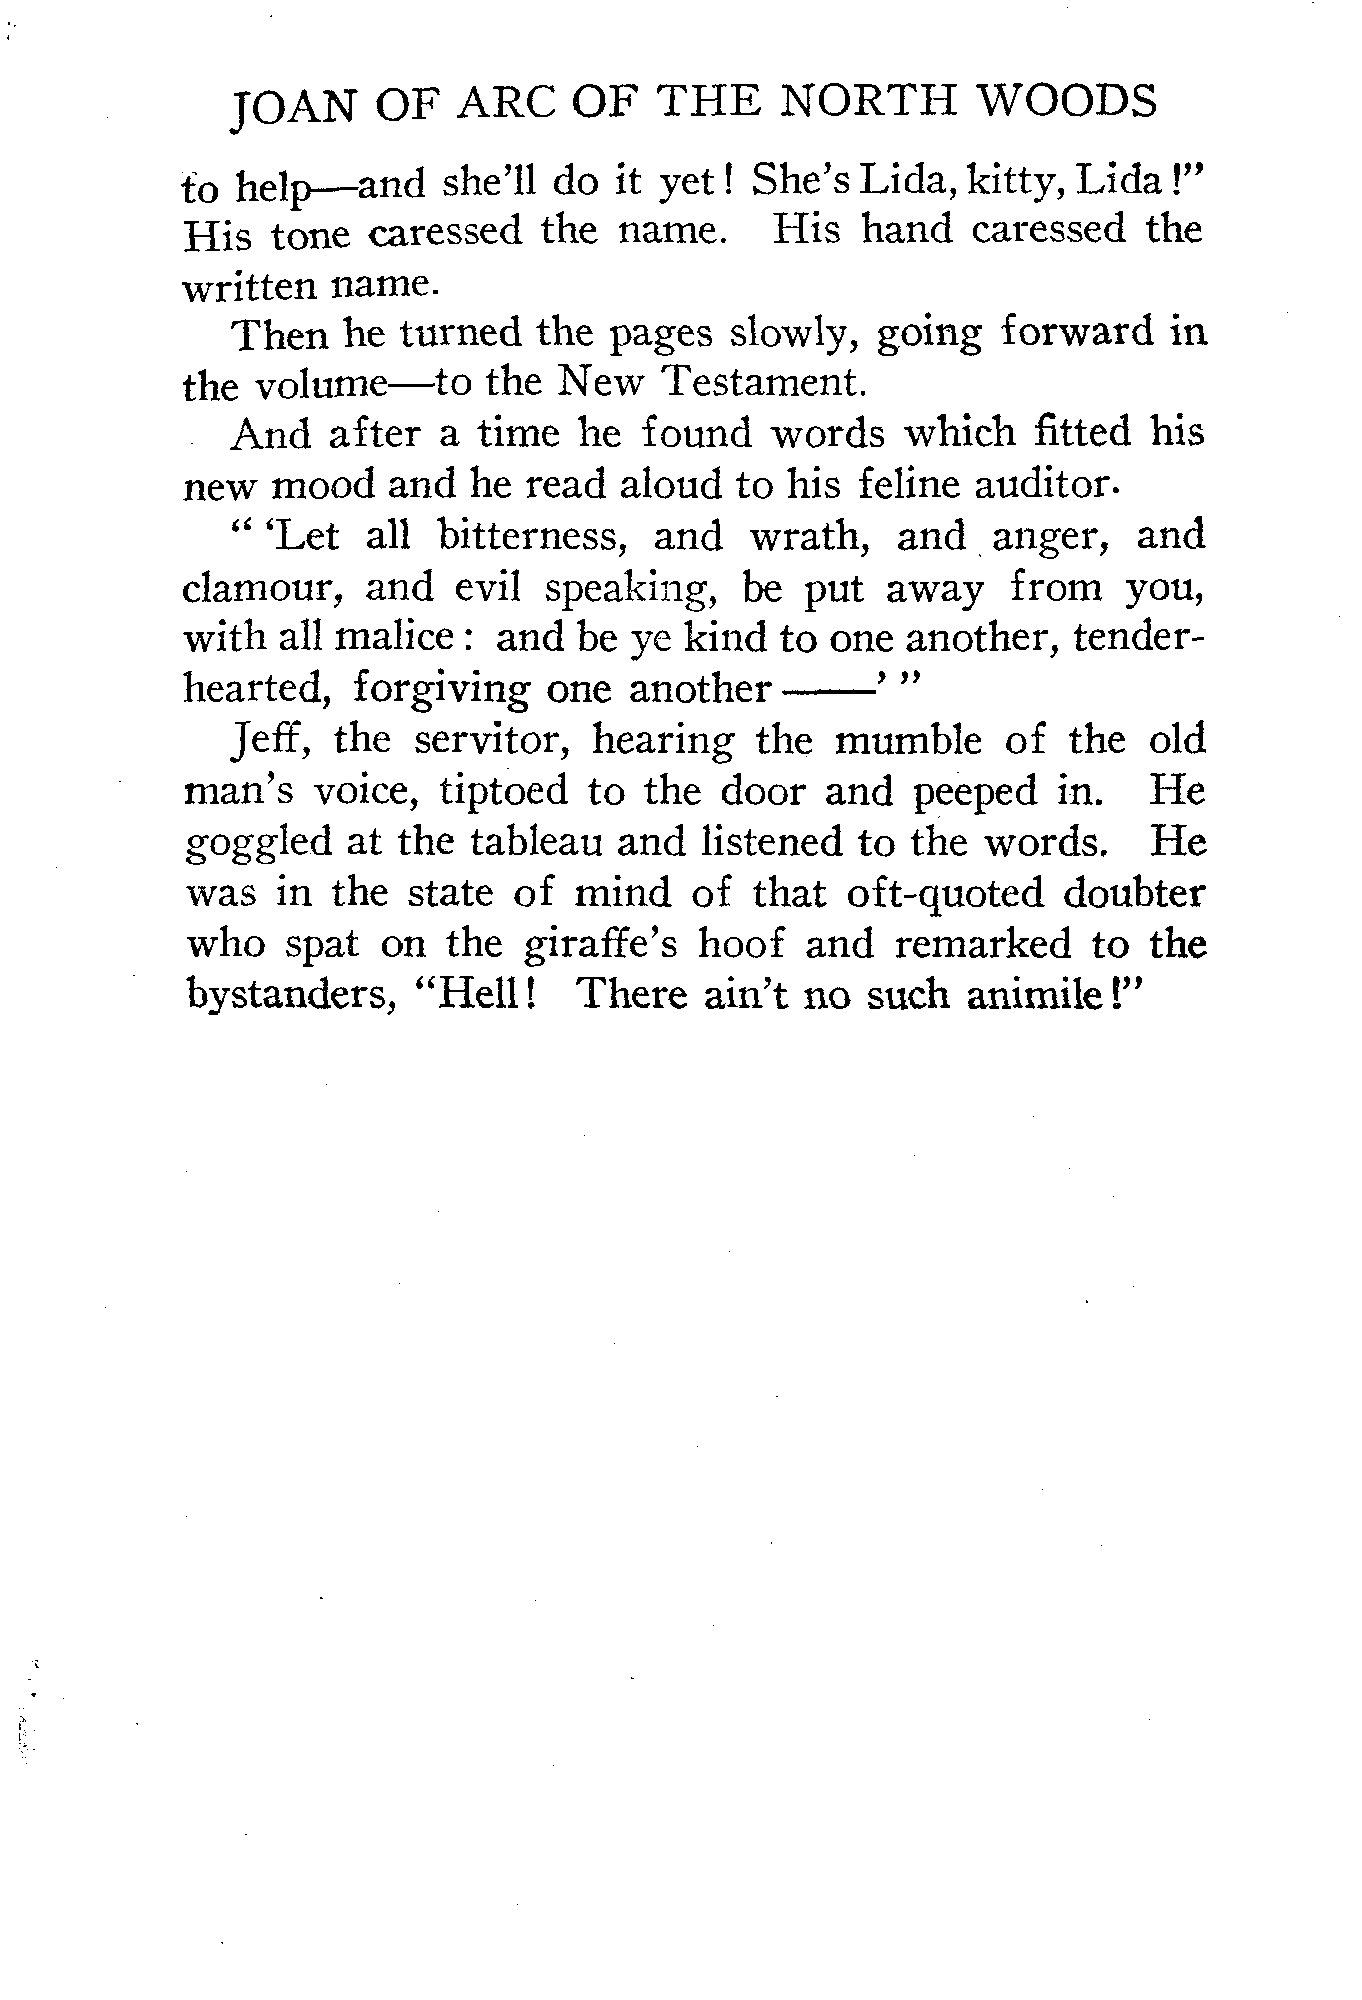 JOAN OF ARC OF THE NORTH WOODS
to help—and she'll do it yet! She's Lida, kitty, Lida!"
His tone caressed the name. His hand caressed the
written name.
Then he turned the pages slowly, going forward in
the volume—to the New Testament.
And after a time he found words which fitted his
new mood and he read aloud to his feline auditor.
" 'Let all bitterness, and wrath, and anger, and
clamour, and evil speaking, be put away from you,
with all malice: and be ye kind to one another, tender-
hearted, forgiving one another ——' "
Jeff, the servitor, hearing the mumble of the old
man's voice, tiptoed to the door and peeped in. He
goggled at the tableau and listened to the words. He
was in the state of mind of that oft-quoted doubter
who spat on the giraffe's hoof and remarked to the
bystanders, "Hell! There ain't no such animile!"